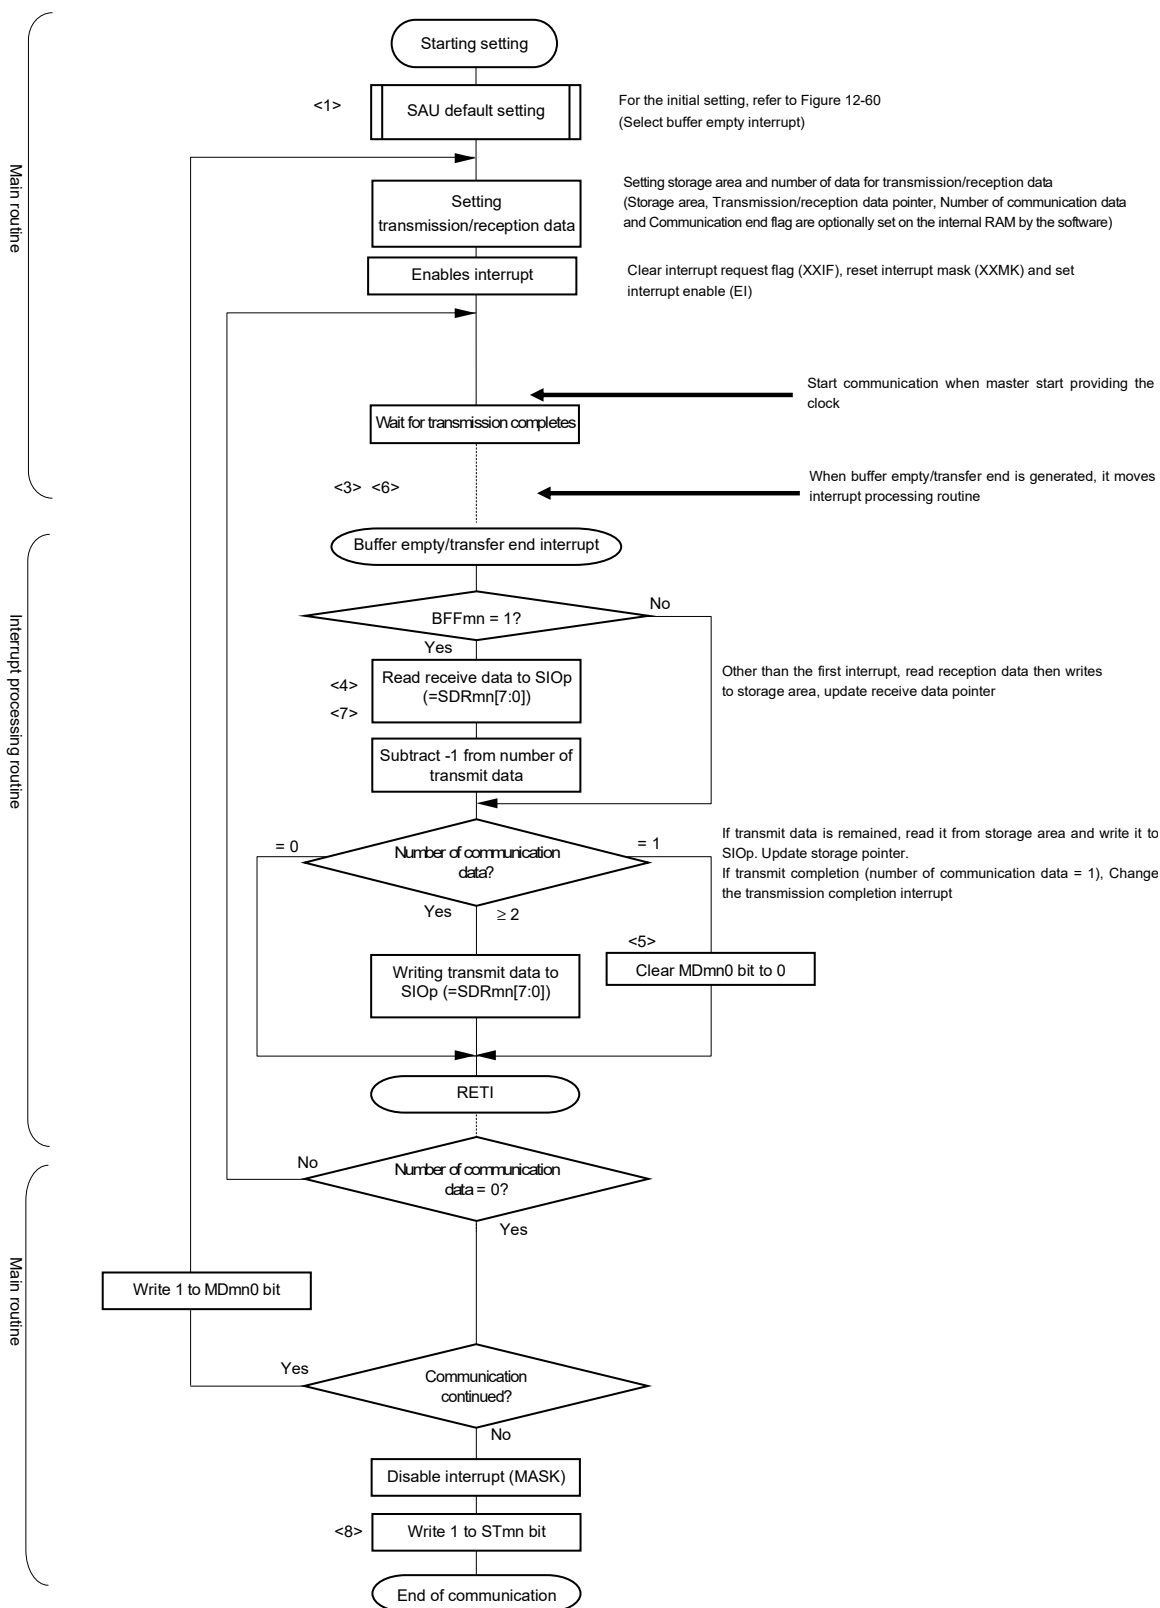 Starting setting
<1>
SAU default setting
For the initial setting, refer to Figure 12-60
(Select buffer empty interrupt)
Main routine
Setting
transmission/reception data
Setting storage area and number of data for transmission/reception data
(Storage area, Transmission/reception data pointer, Number of communication data
and Communication end flag are optionally set on the internal RAM by the software)
Enables interrupt
Clear interrupt request flag (XXIF), reset interrupt mask (XXMK) and set
interrupt enable (EI)
Start communication when master start providing the
clock
Wait for transmission completes
<3> <6>
When buffer empty/transfer end is generated, it moves
interrupt processing routine
Buffer empty/transfer end interrupt
Interrupt processing routine
BFFmn = 1?
No
Yes
<4>
<7>
Read receive data to SIOp
(=SDRmn[7:0])
Other than the first interrupt, read reception data then writes
to storage area, update receive data pointer
Subtract -1 from number of
transmit data
= 0
Number of communication
data?
= 1
If transmit data is remained, read it from storage area and write it to
SIOp. Update storage pointer.
If transmit completion (number of communication data = 1), Change
the transmission completion interrupt
Yes
≥ 2
<5>
Writing transmit data to
SIOp (=SDRmn[7:0])
Clear MDmn0 bit to 0
RETI
No
Number of communication
data = 0?
Yes
Main routine
Write 1 to MDmn0 bit
Yes
Communication
continued?
No
Disable interrupt (MASK)
<8>
Write 1 to STmn bit
End of communication